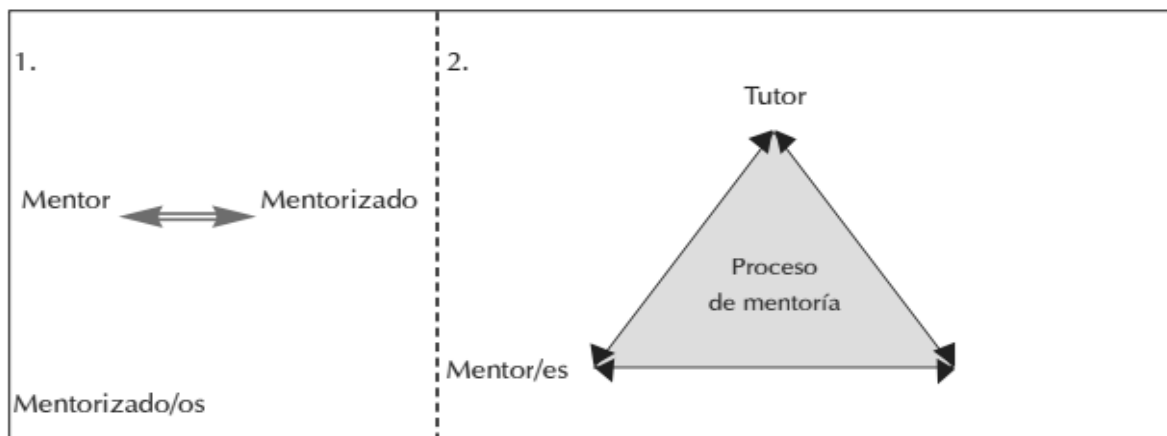 1.
Mentor
Mentorizado
Mentorizado/os
2.
Tutor
Proceso
de mentoría
Mentor/es